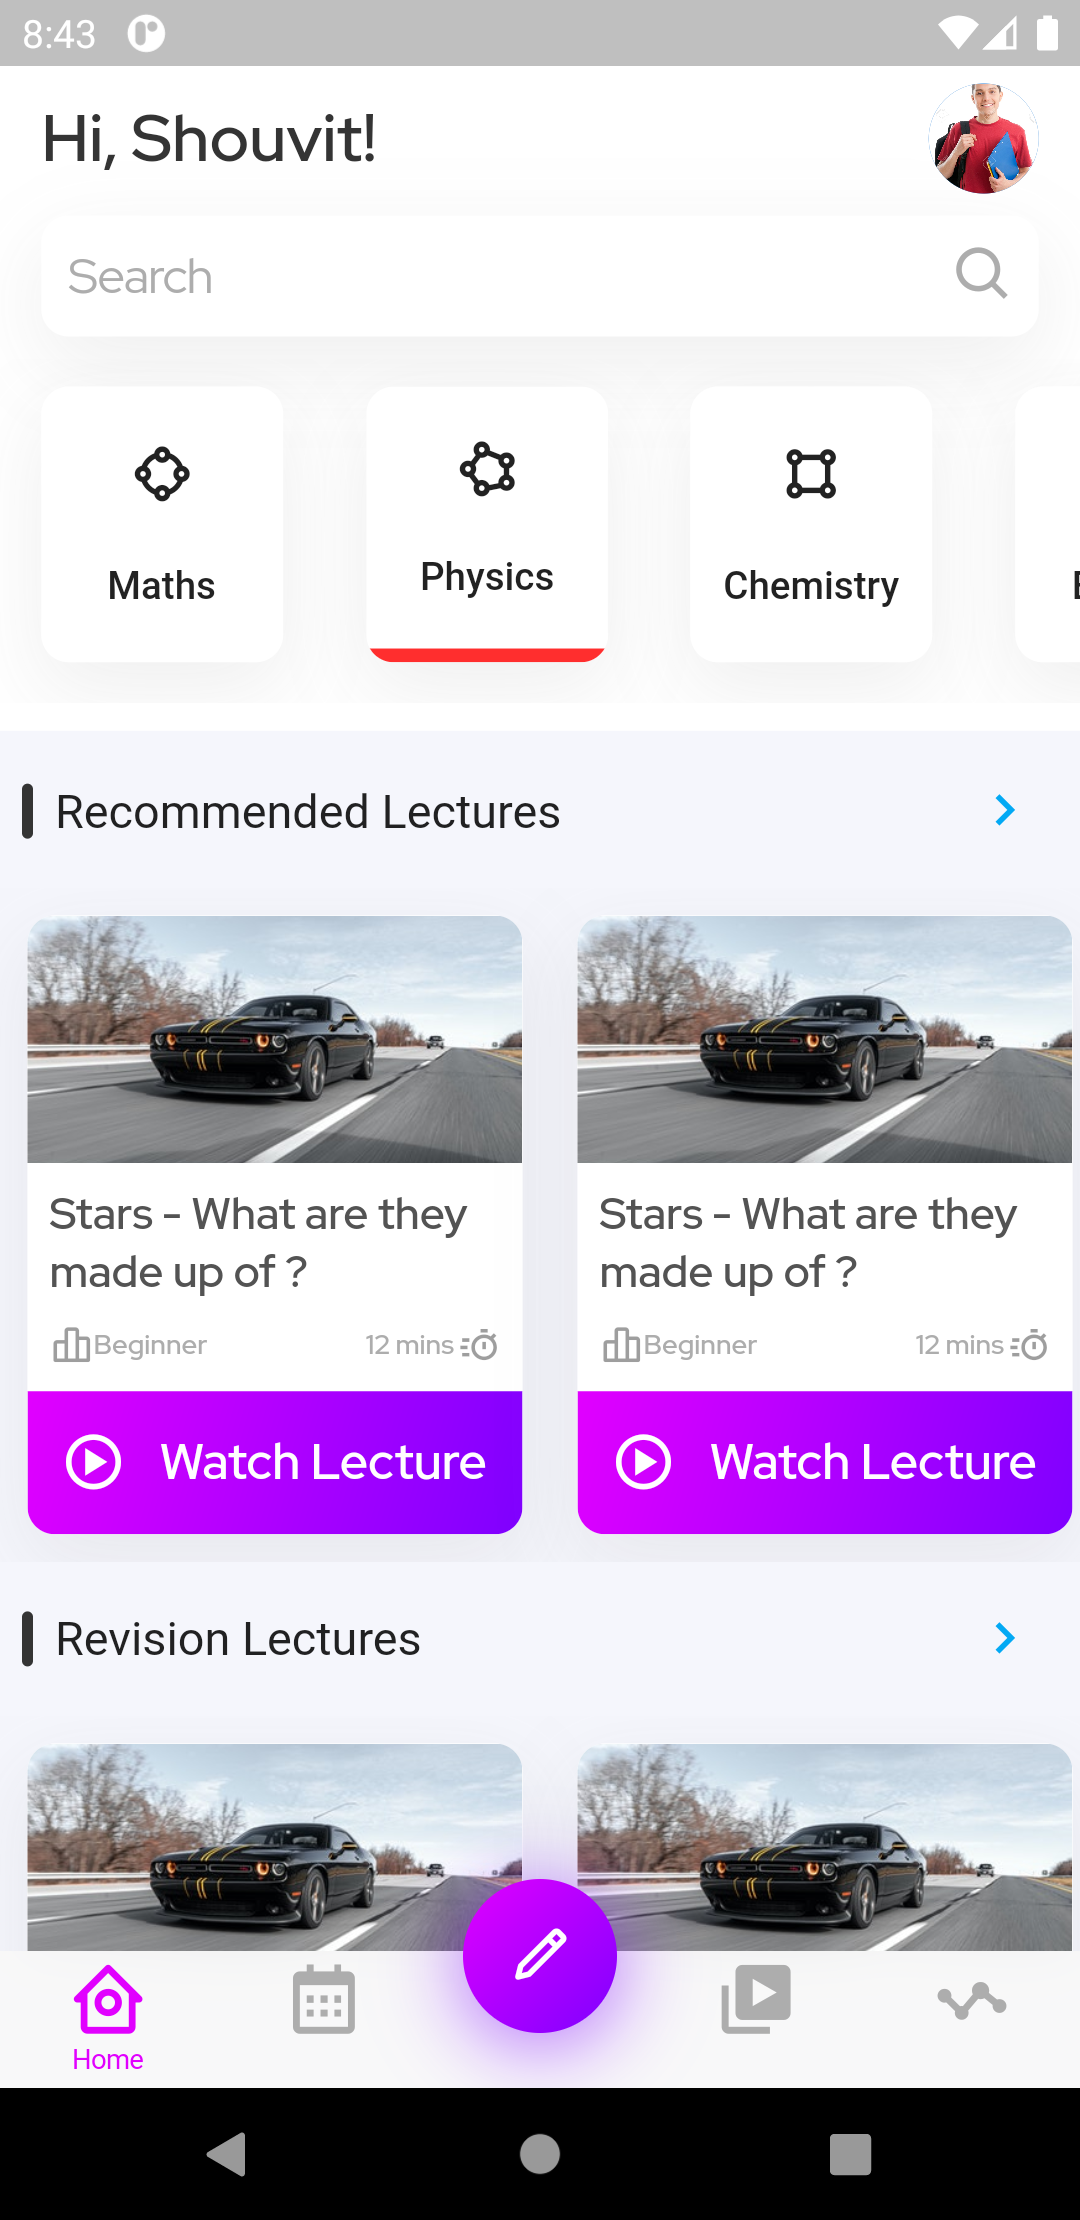 8:43
Hi, Shouvit!
Search
Maths
Physics
Chemistry
Recommended Lectures
Stars - What are they
made up of ?
Beginner 12 mins
Watch Lecture
Stars - What are they
made up of ?
Beginner 12 mins
Watch Lecture
Revision Lectures
Home